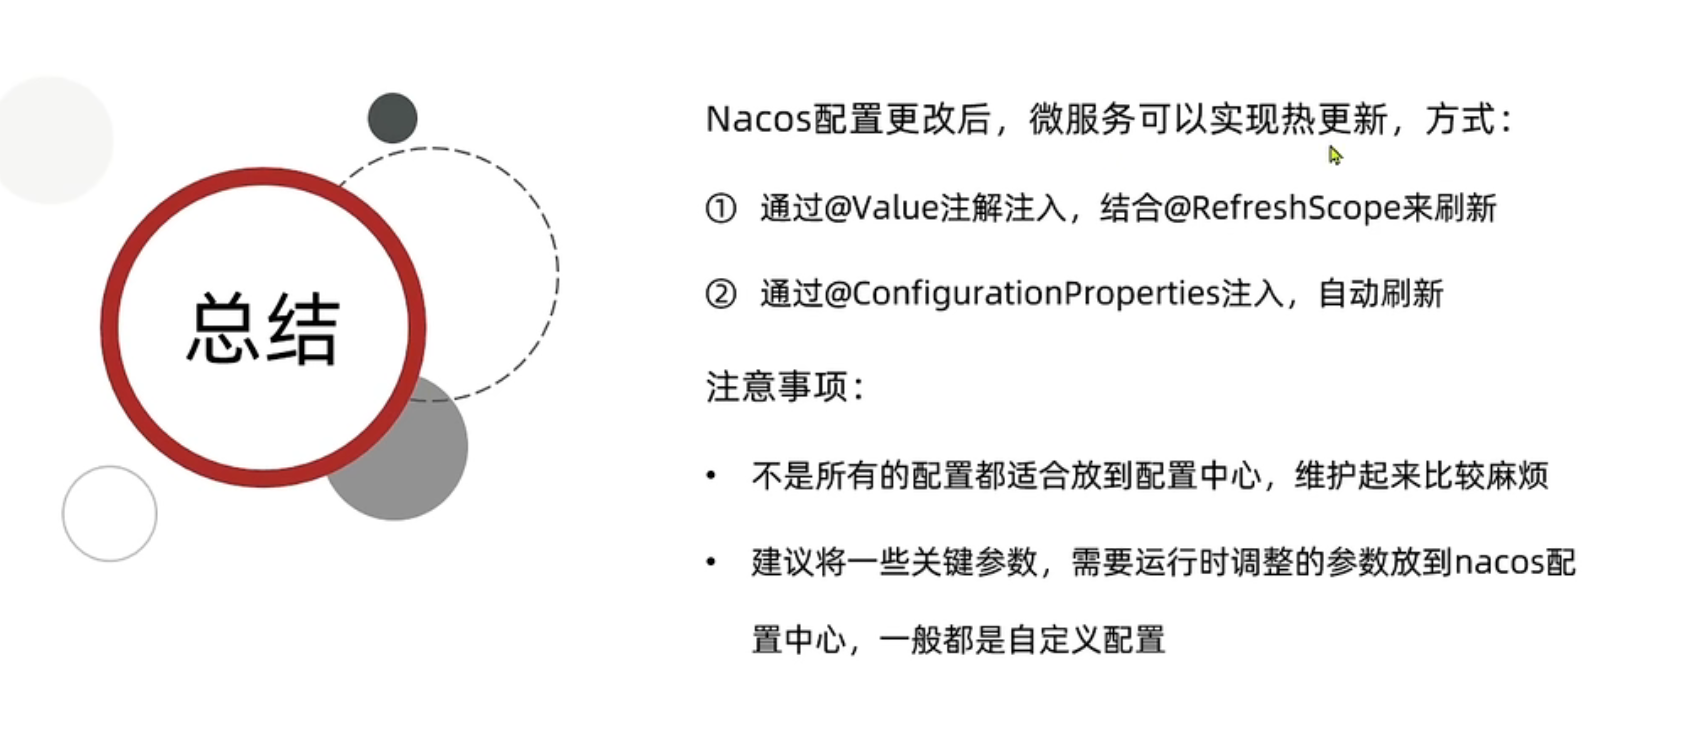 总结
Nacos配置更改后，微服务可以实现热更新，方式：
① 通过@Value注解注入，结合@RefreshScope来刷新
② 通过@ConfigurationProperties注入，自动刷新
注意事项：
• 不是所有的配置都适合放到配置中心，维护起来比较麻烦
• 建议将一些关键参数，需要运行时调整的参数放到nacos配
置中心，一般都是自定义配置